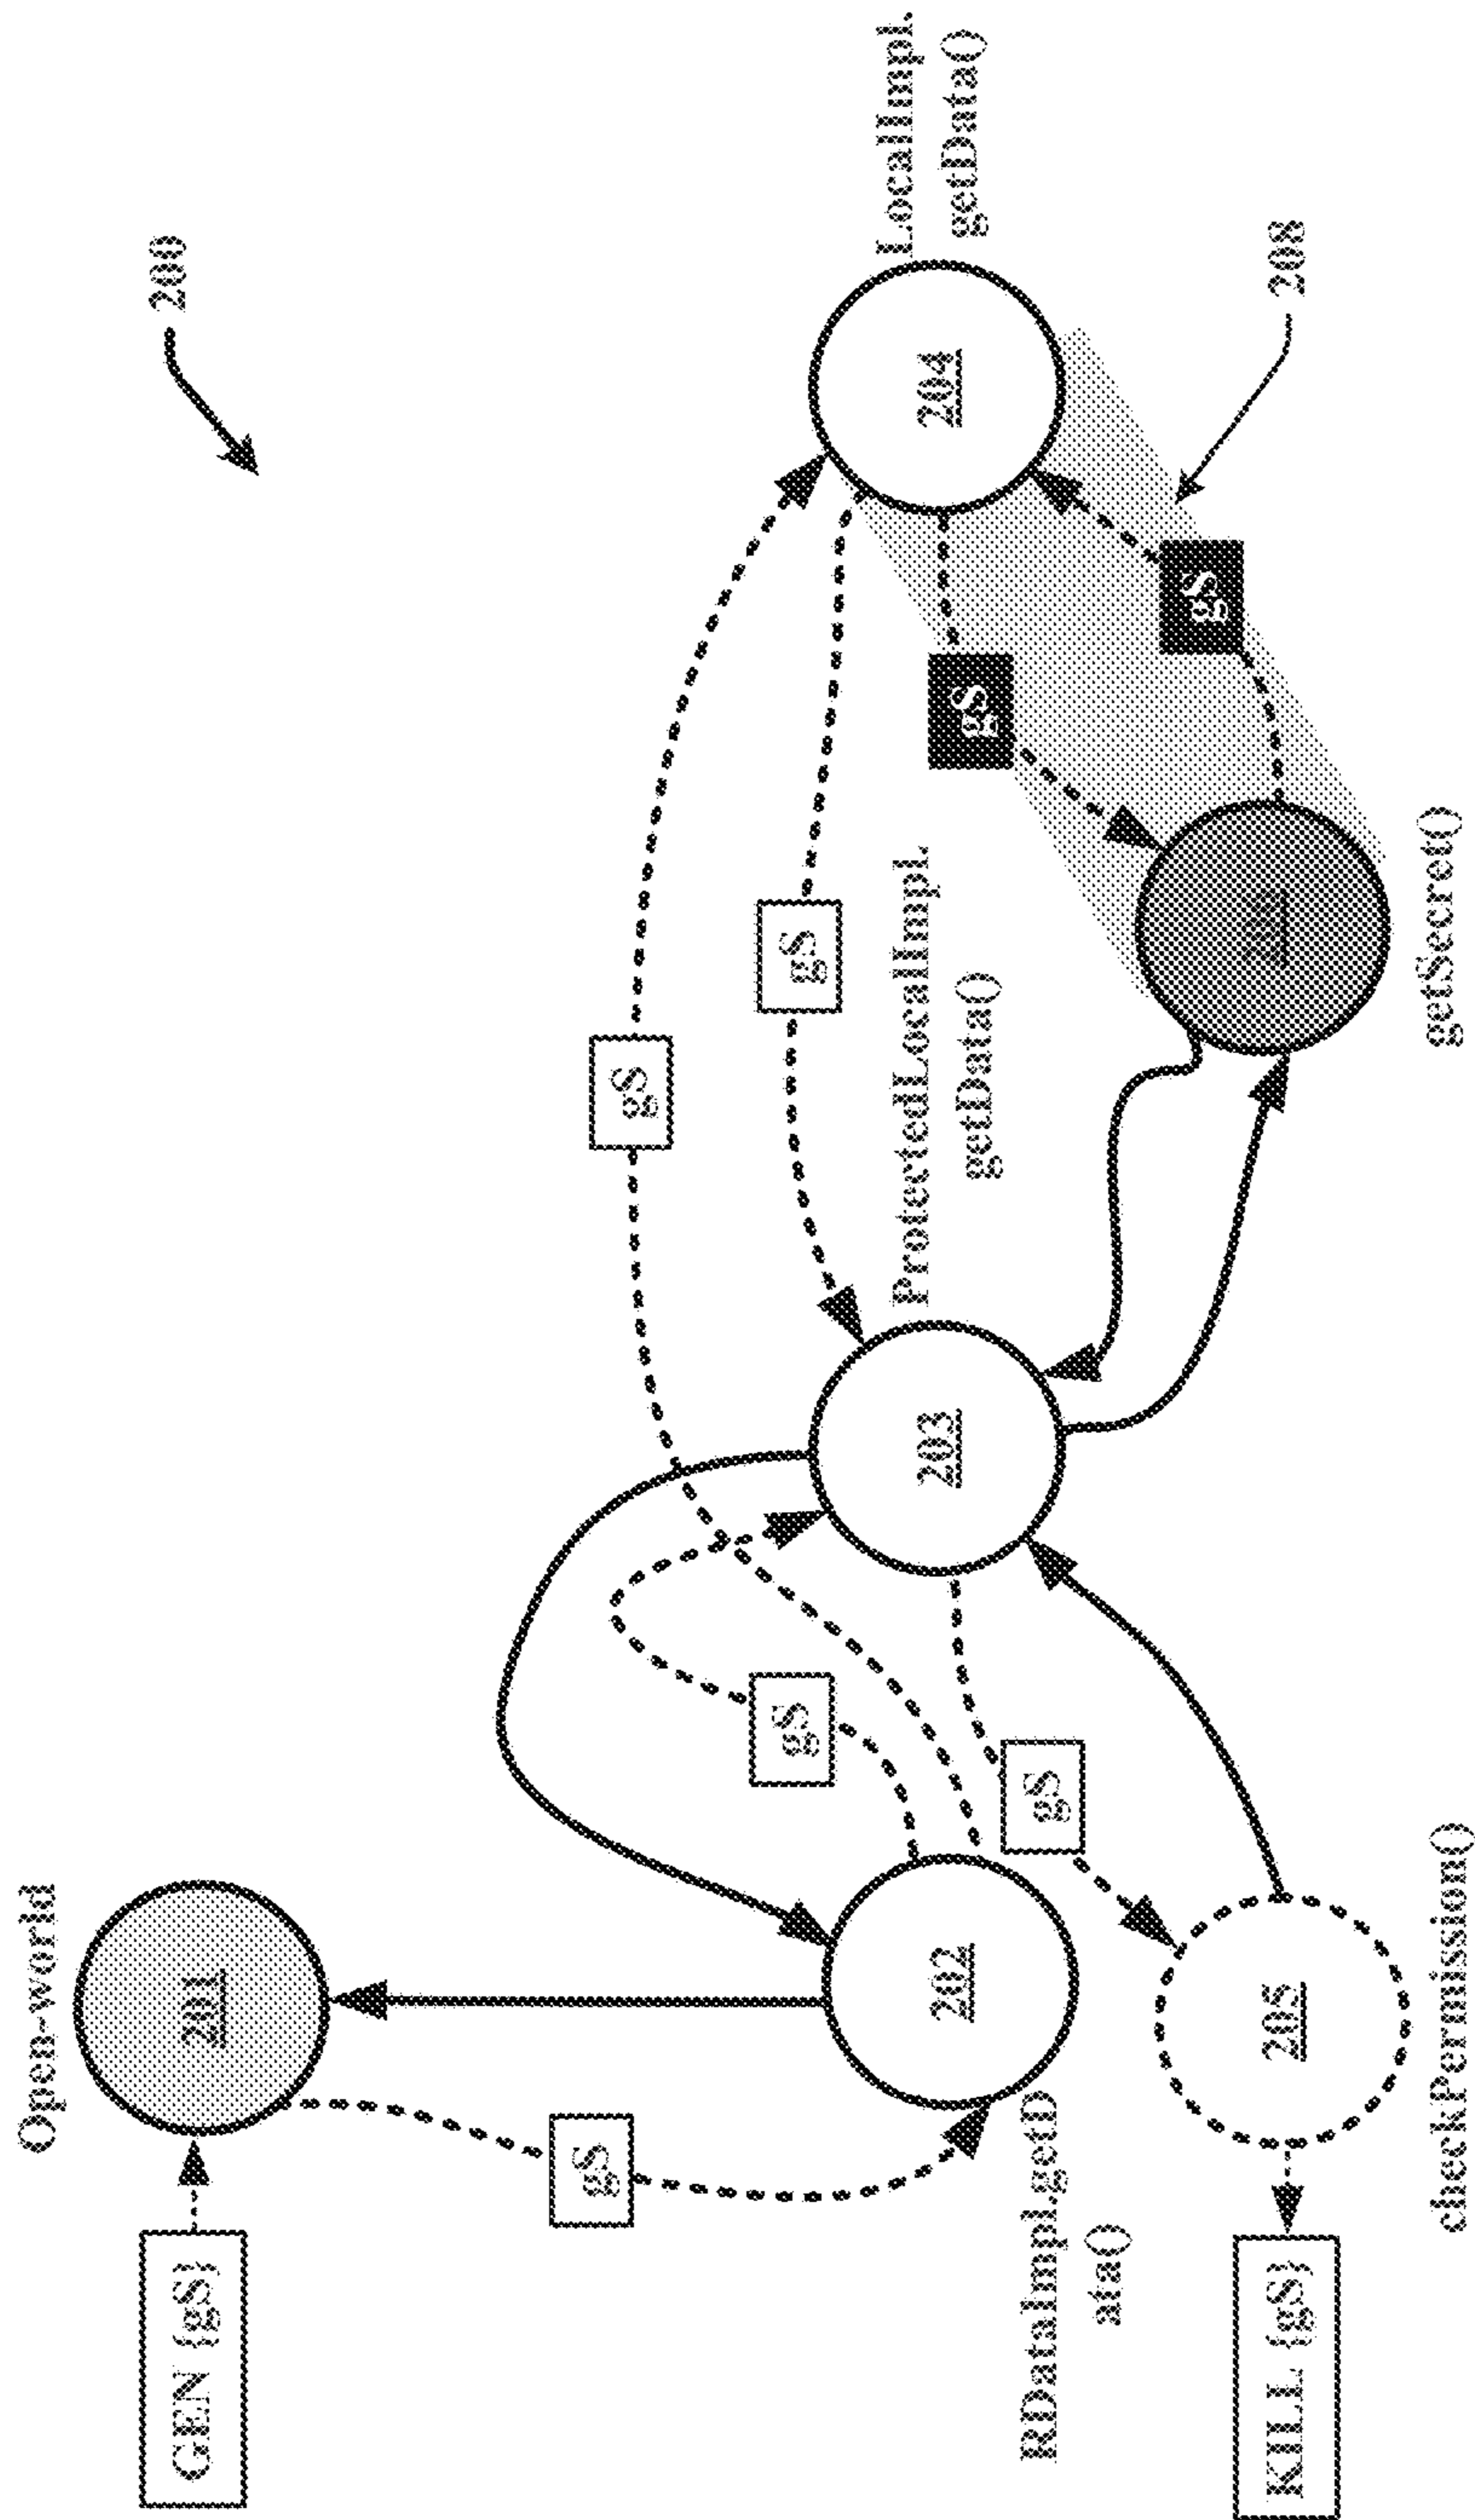 200
GEN {gS}
Open-world
201
gS
RDataImpl.getD
ata()
202
gS
gS
gS
KILL {gS}
205
checkPermission()
203
ProtectedLocalImpl.
getData()
gS
gS
gS
getSecret()
204
LocalImpl.
getData()
gS
208